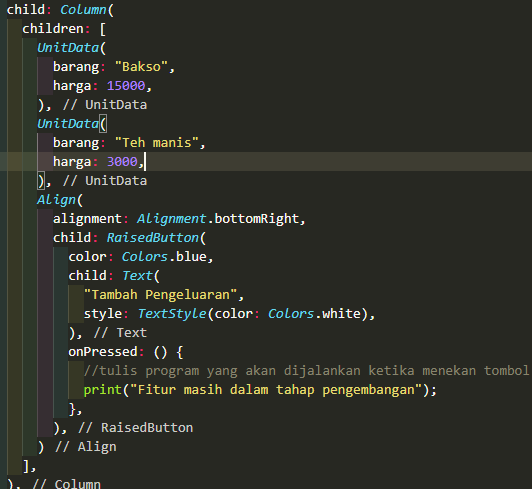 child: Column(
children: [
UnitData(
barang: "Bakso",
harga: 15000,
), // UnitData
UnitData(
barang: "Teh manis",
harga: 3000,
), // UnitData
Align(
alignment: Alignment.bottomRight,
child: RaisedButton(
color: Colors.blue,
child: Text(
"Tambah Pengeluaran",
style: TextStyle(color: Colors.white),
), // Text
onPressed: () {
//tulis program yang akan dijalankan ketika menekan tombol
print("Fitur masih dalam tahap pengembangan");
},
), // RaisedButton
) // Align
],
), // Column